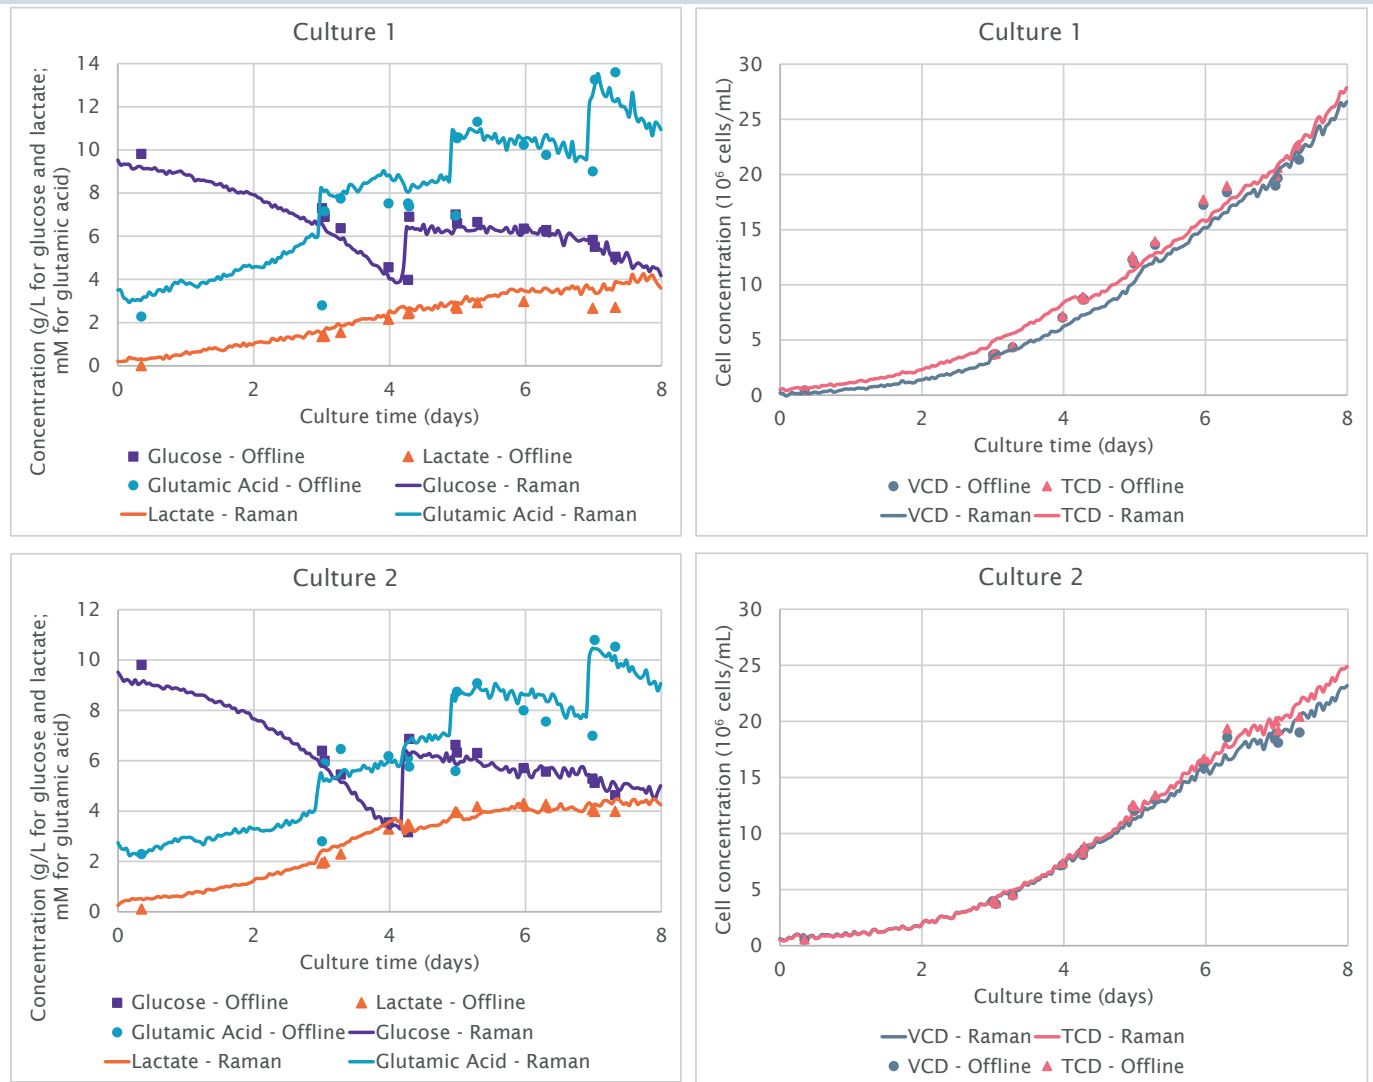 Culture 1
Concentration (g/L for glucose and lactate;
mM for glutamic acid)
14
12
10
8
6
4
2
0
0 2 4 6 8
Culture time (days)
Glucose - Offline Lactate - Offline
Glutamic Acid - Offline Glucose - Raman
Lactate - Raman Glutamic Acid - Raman
Culture 1
Cell concentration (10⁶ cells/mL)
30
25
20
15
10
5
0
0 2 4 6 8
Culture time (days)
VCD - Offline TCD - Offline
VCD - Raman TCD - Raman
Culture 2
Concentration (g/L for glucose and lactate;
mM for glutamic acid)
12
10
8
6
4
2
0
0 2 4 6 8
Culture time (days)
Glucose - Offline Lactate - Offline
Glutamic Acid - Offline Glucose - Raman
Lactate - Raman Glutamic Acid - Raman
Culture 2
Cell concentration (10⁶ cells/mL)
30
25
20
15
10
5
0
0 2 4 6 8
Culture time (days)
VCD - Raman TCD - Raman
VCD - Offline TCD - Offline